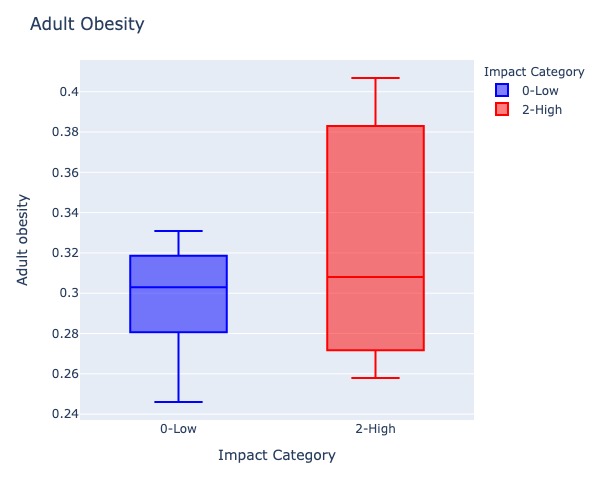 Adult Obesity
Impact Category
0-Low
2-High
Adult obesity
0.4
0.38
0.36
0.34
0.32
0.3
0.28
0.26
0.24
0-Low
2-High
Impact Category